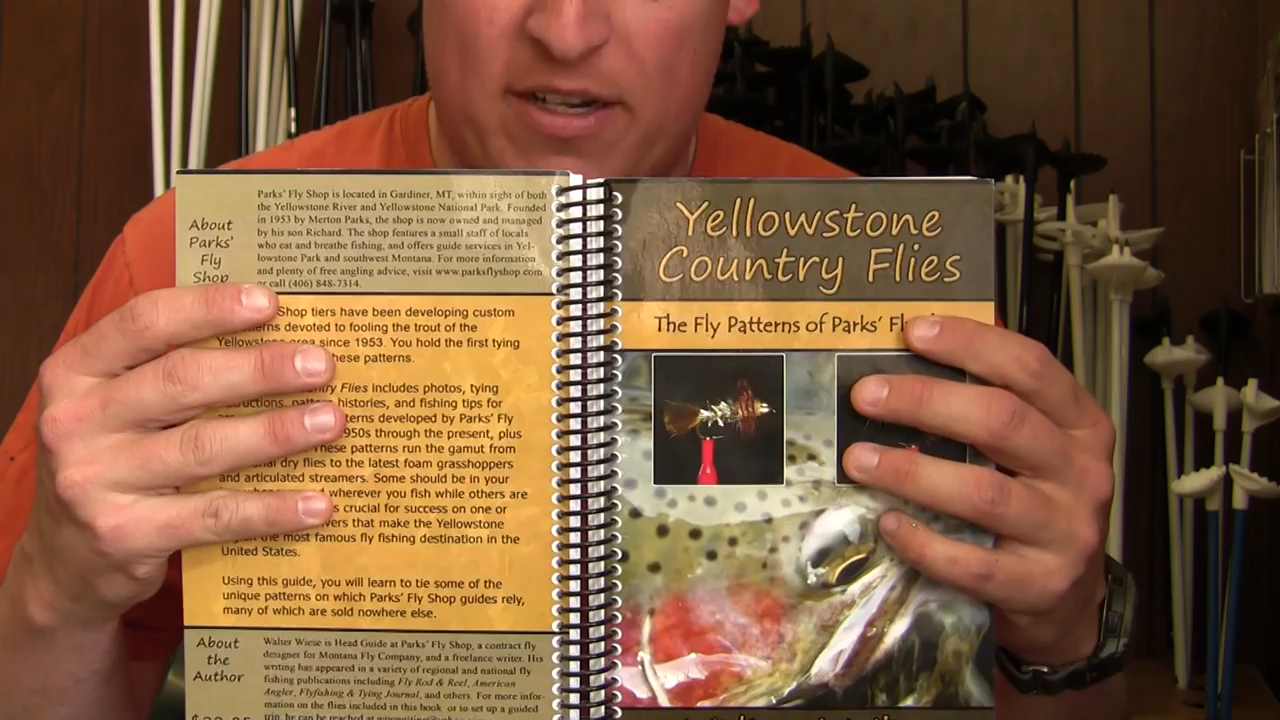 About
Parks'
Fly
Shop
Parks' Fly Shop is located in Gardiner, MT, within sight of both
the Yellowstone River and Yellowstone National Park. Founded
in 1953 by Merton Parks, the shop is now owned and managed
by his son Richard. The shop features a small staff of locals
who eat and breathe fishing, and offers guide services in Yel-
lowstone Park and southwest Montana. For more information
and plenty of free angling advice, visit www.parksflyshop.com
or call (406) 848-7314.
Shop tiers have been developing custom
devoted to fooling the trout of the
Yellowstone area since 1953. You hold the first tying
these patterns.
Flies includes photos, tying
histories, and fishing tips for
developed by Parks' Fly
1950s through the present, plus
These patterns run the gamut from
dry flies to the latest foam grasshoppers
and articulated streamers. Some should be in your
wherever you fish while others are
crucial for success on one or
that make the Yellowstone
the most famous fly fishing destination in the
United States.
Using this guide, you will learn to tie some of the
unique patterns on which Parks' Fly Shop guides rely,
many of which are sold nowhere else.
About
the
Author
Walter Wiese is Head Guide at Parks' Fly Shop, a contract fly
designer for Montana Fly Company, and a freelance writer. His
writing has appeared in a variety of regional and national fly
fishing publications including Fly Rod & Reel, American
Angler, Flyfishing & Tying Journal, and others. For more infor-
mation on the flies included in this book or to set up a guided
trip, he can be reached at
Yellowstone
Country Flies
The Fly Patterns of Parks'